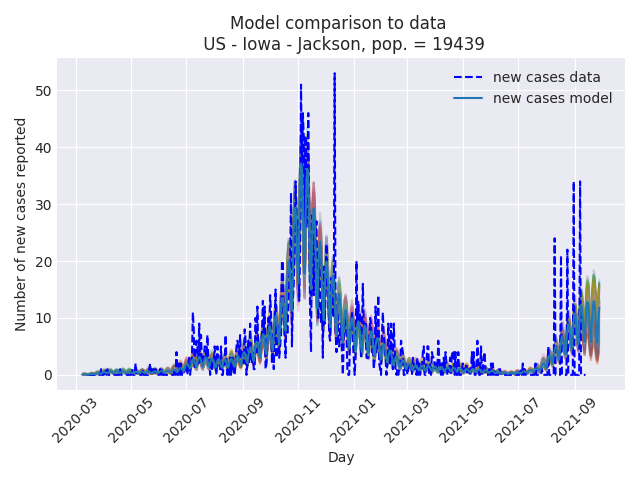 Model comparison to data
US - Iowa - Jackson, pop. = 19439
new cases data
new cases model
Number of new cases reported
50
40
30
20
10
0
2020-03
2020-05
2020-07
2020-09
2020-11
2021-01
2021-03
2021-05
2021-07
2021-09
Day